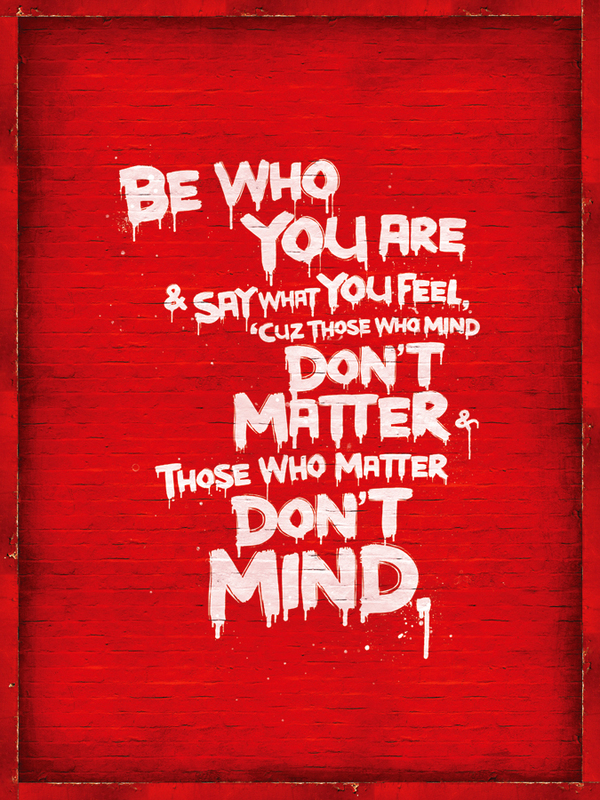 BE WHO
YOU ARE
& SAY WHAT YOU FEEL,
'CUZ THOSE WHO MIND
DON'T
MATTER &
THOSE WHO MATTER
DON'T
MIND,